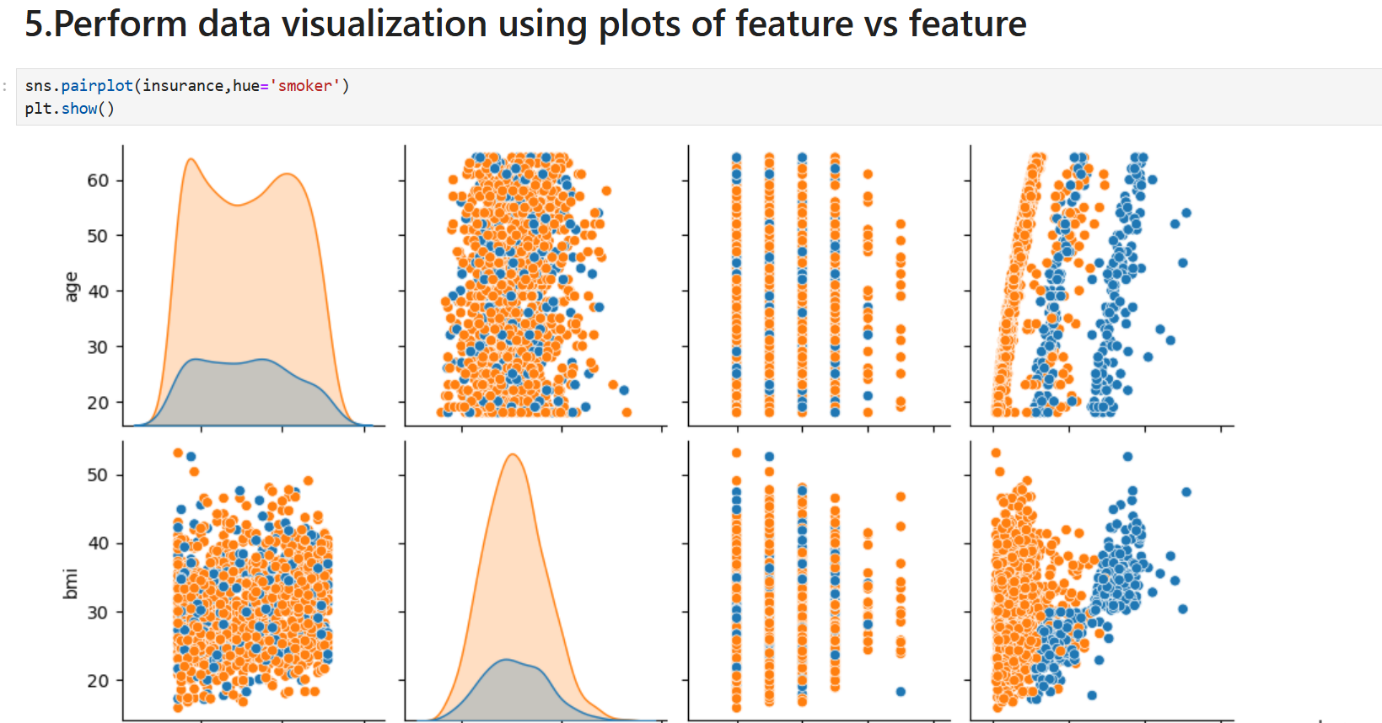 5.Perform data visualization using plots of feature vs feature
:
sns.pairplot(insurance,hue='smoker')
plt.show()
60
50
40
30
20
age
50
40
30
20
bmi